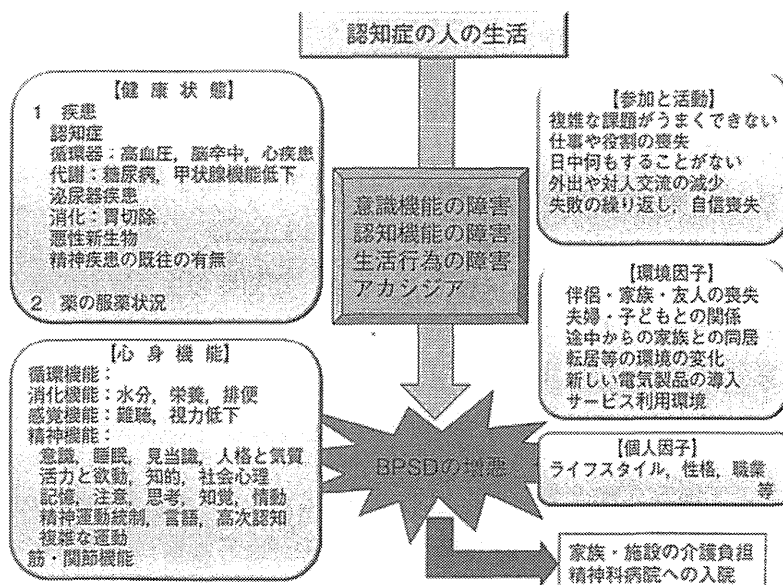 認知症の人の生活
【健 康 状 態】
1 疾患
認知症
循環器：高血圧，脳卒中，心疾患
代謝：糖尿病，甲状腺機能低下
泌尿器疾患
消化：胃切除
悪性新生物
精神疾患の既往の有無
2 薬の服薬状況
【心 身 機 能】
循環機能：
消化機能：水分，栄養，排便
感覚機能：難聴，視力低下
精神機能：
意識，睡眠，見当識，人格と気質
活力と欲動，知的，社会心理
記憶，注意，思考，知覚，情動
精神運動統制，言語，高次認知
複雑な運動
筋・関節機能
意識機能の障害
認知機能の障害
生活行為の障害
アカシジア
BPSDの増悪
【参加と活動】
複雑な課題がうまくできない
仕事や役割の喪失
日中何もすることがない
外出や対人交流の減少
失敗の繰り返し，自信喪失
【環境因子】
伴侶・家族・友人の喪失
夫婦・子どもとの関係
途中からの家族との同居
転居等の環境の変化
新しい電気製品の導入
サービス利用環境
【個人因子】
ライフスタイル，性格，職業
等
家族・施設の介護負担
精神科病院への入院